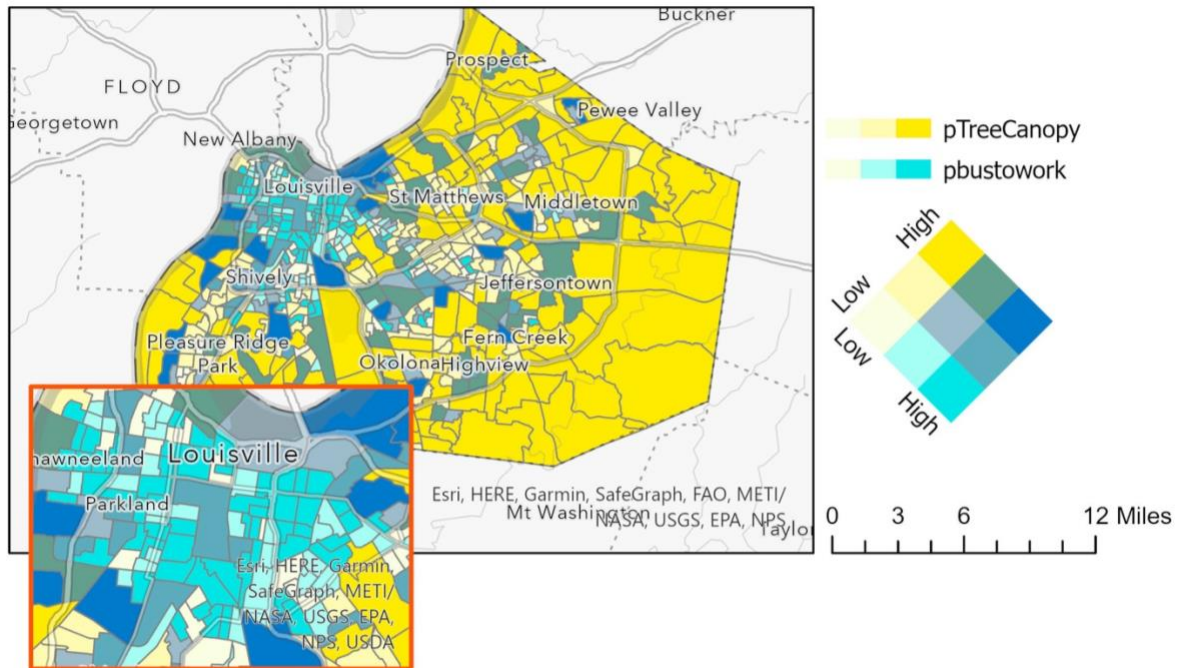 Buckner
Prospect
FLOYD
Pewee Valley
Georgetown
New Albany
Louisville
St Matthews
Middletown
Shively
Jeffersontown
Pleasure Ridge
Park
Fern Creek
Okolona
Highview
Louisville
hawneeland
Parkland
Esri, HERE, Garmin, SafeGraph, FAO, METI/
NASA, USGS, EPA, NPS
Mt Washington
Taylor
Esri, HERE, Garmin,
SafeGraph, METI/
NASA, USGS, EPA,
NPS, USDA
pTreeCanopy
pbustowork
High
Low
Low
High
0 3 6 12 Miles